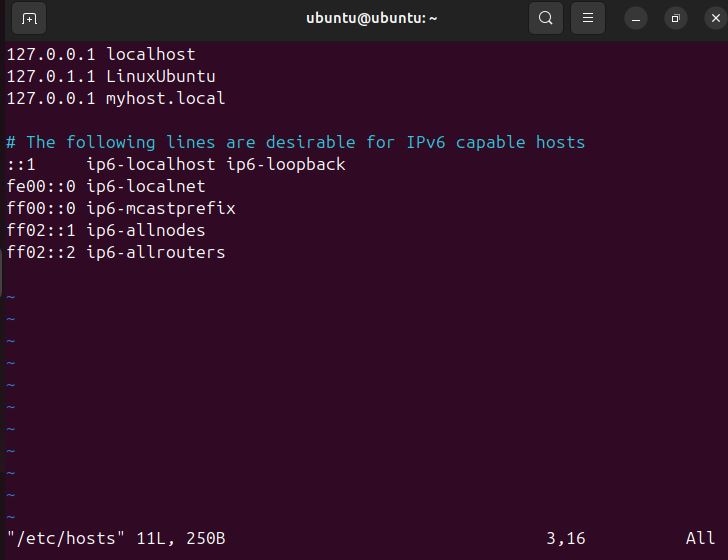 ubuntu@ubuntu: ~
127.0.0.1 localhost
127.0.1.1 LinuxUbuntu
127.0.0.1 myhost.local
# The following lines are desirable for IPv6 capable hosts
::1     ip6-localhost ip6-loopback
fe00::0 ip6-localnet
ff00::0 ip6-mcastprefix
ff02::1 ip6-allnodes
ff02::2 ip6-allrouters
~
~
~
~
~
~
~
~
~
~
~
"/etc/hosts" 11L, 250B 3,16 All